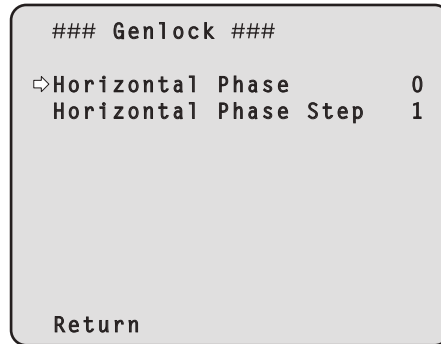 ### Genlock ###
⇨Horizontal Phase 0
Horizontal Phase Step 1
Return